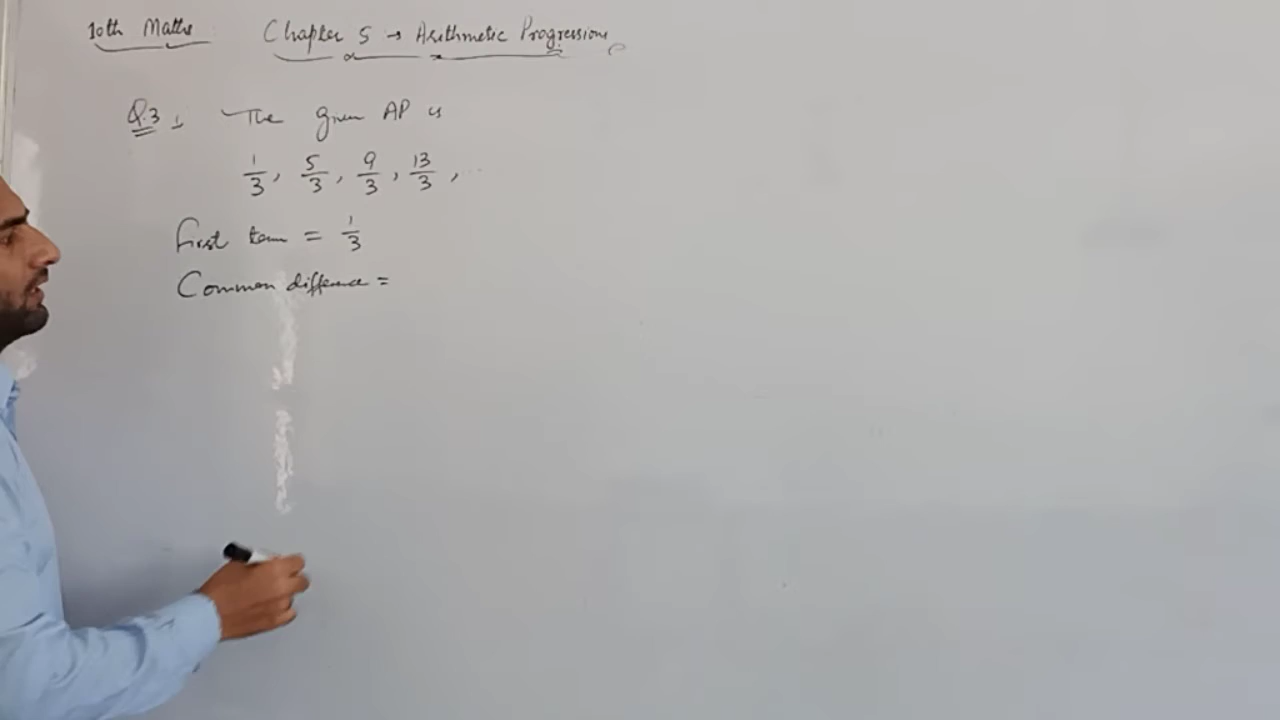 10th Maths Chapter 5 → Arithmetic Progressions
Q.3 :- The given AP is
1/3, 5/3, 9/3, 13/3, ...
First term = 1/3
Common difference =